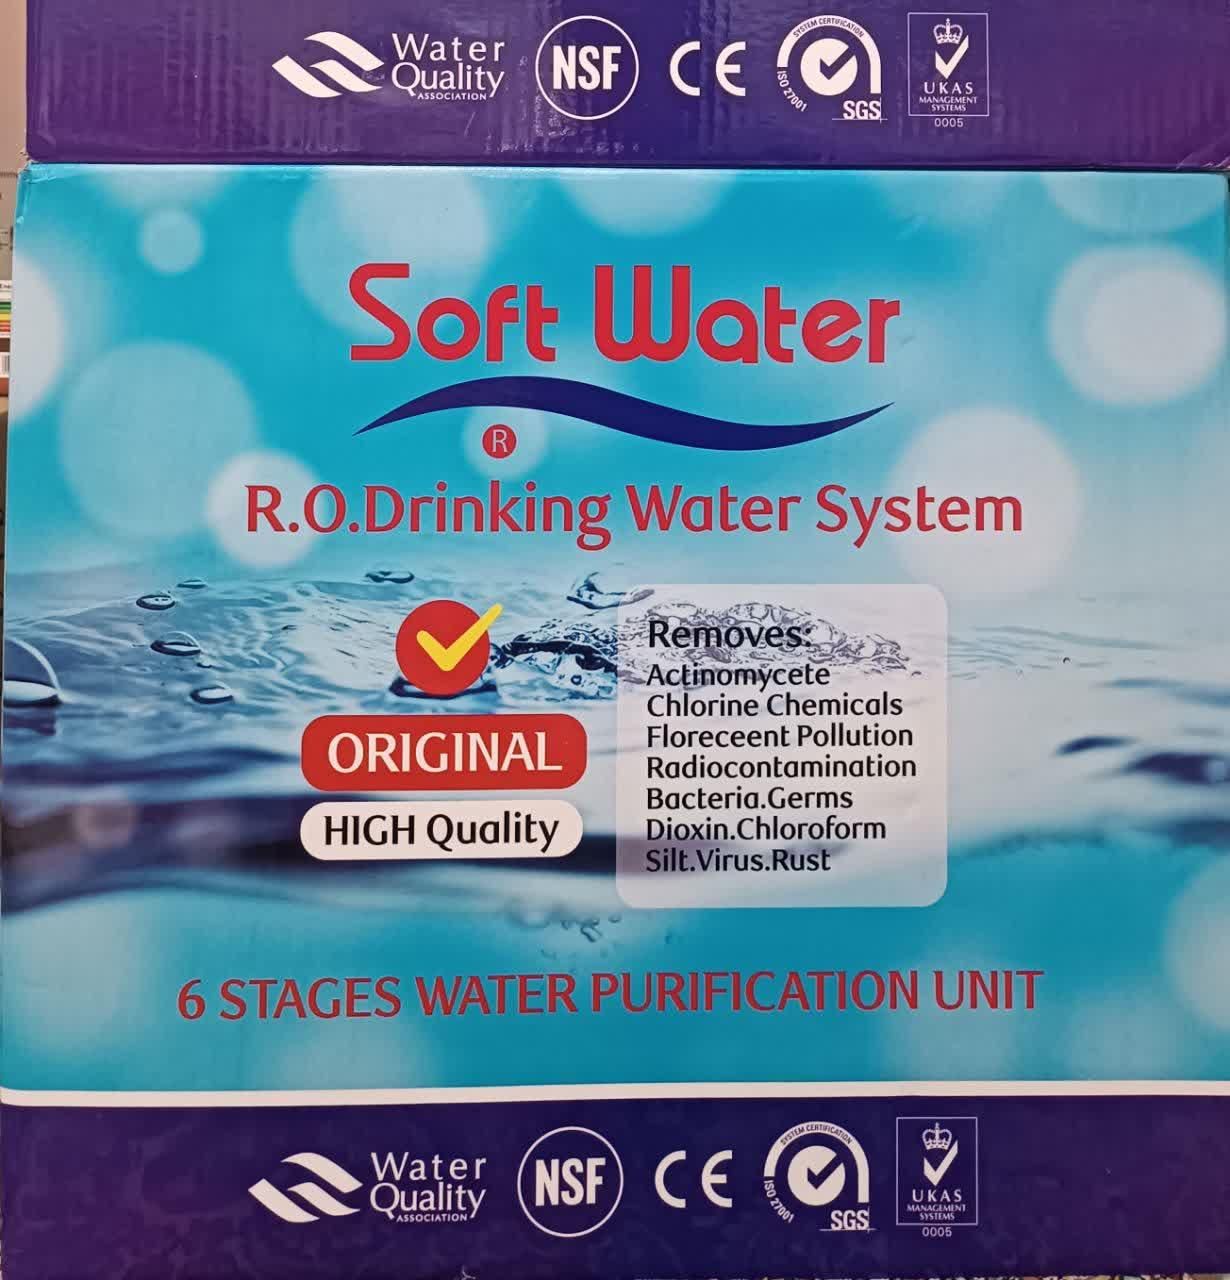 Water
Quality
ASSOCIATION
NSF
CE
SYSTEM CERTIFICATION
ISO 27001
SGS
UKAS
MANAGEMENT
SYSTEMS
0005
Soft Water
R
R.O.Drinking Water System
ORIGINAL
HIGH Quality
Removes:
Actinomycete
Chlorine Chemicals
Floreceent Pollution
Radiocontamination
Bacteria.Germs
Dioxin.Chloroform
Silt.Virus.Rust
6 STAGES WATER PURIFICATION UNIT
Water
Quality
ASSOCIATION
NSF
CE
SYSTEM CERTIFICATION
ISO 27001
SGS
UKAS
MANAGEMENT
SYSTEMS
0005